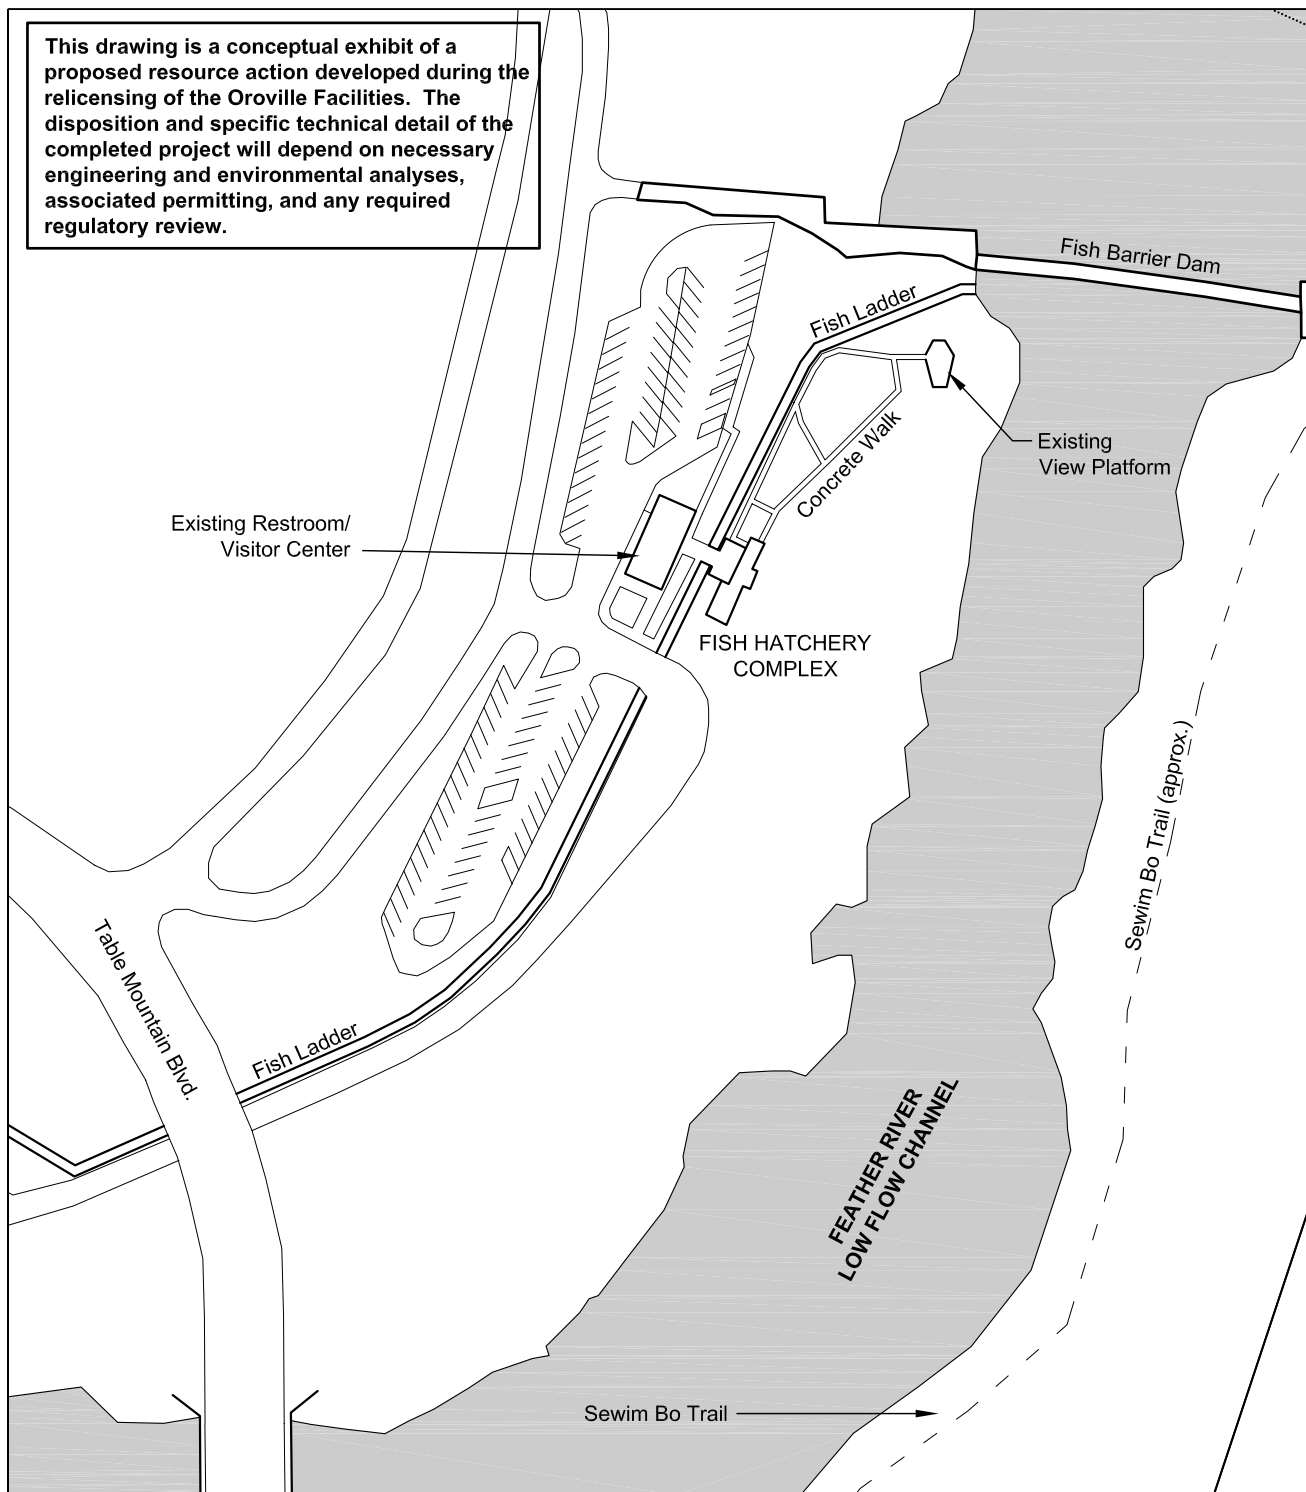 This drawing is a conceptual exhibit of a
proposed resource action developed during the
relicensing of the Oroville Facilities.  The
disposition and specific technical detail of the
completed project will depend on necessary
engineering and environmental analyses,
associated permitting, and any required
regulatory review.
Fish Barrier Dam
Fish Ladder
Existing
View Platform
Concrete Walk
Existing Restroom/
Visitor Center
FISH HATCHERY
COMPLEX
Sewim Bo Trail (approx.)
Table Mountain Blvd.
Fish Ladder
FEATHER RIVER
LOW FLOW CHANNEL
Sewim Bo Trail